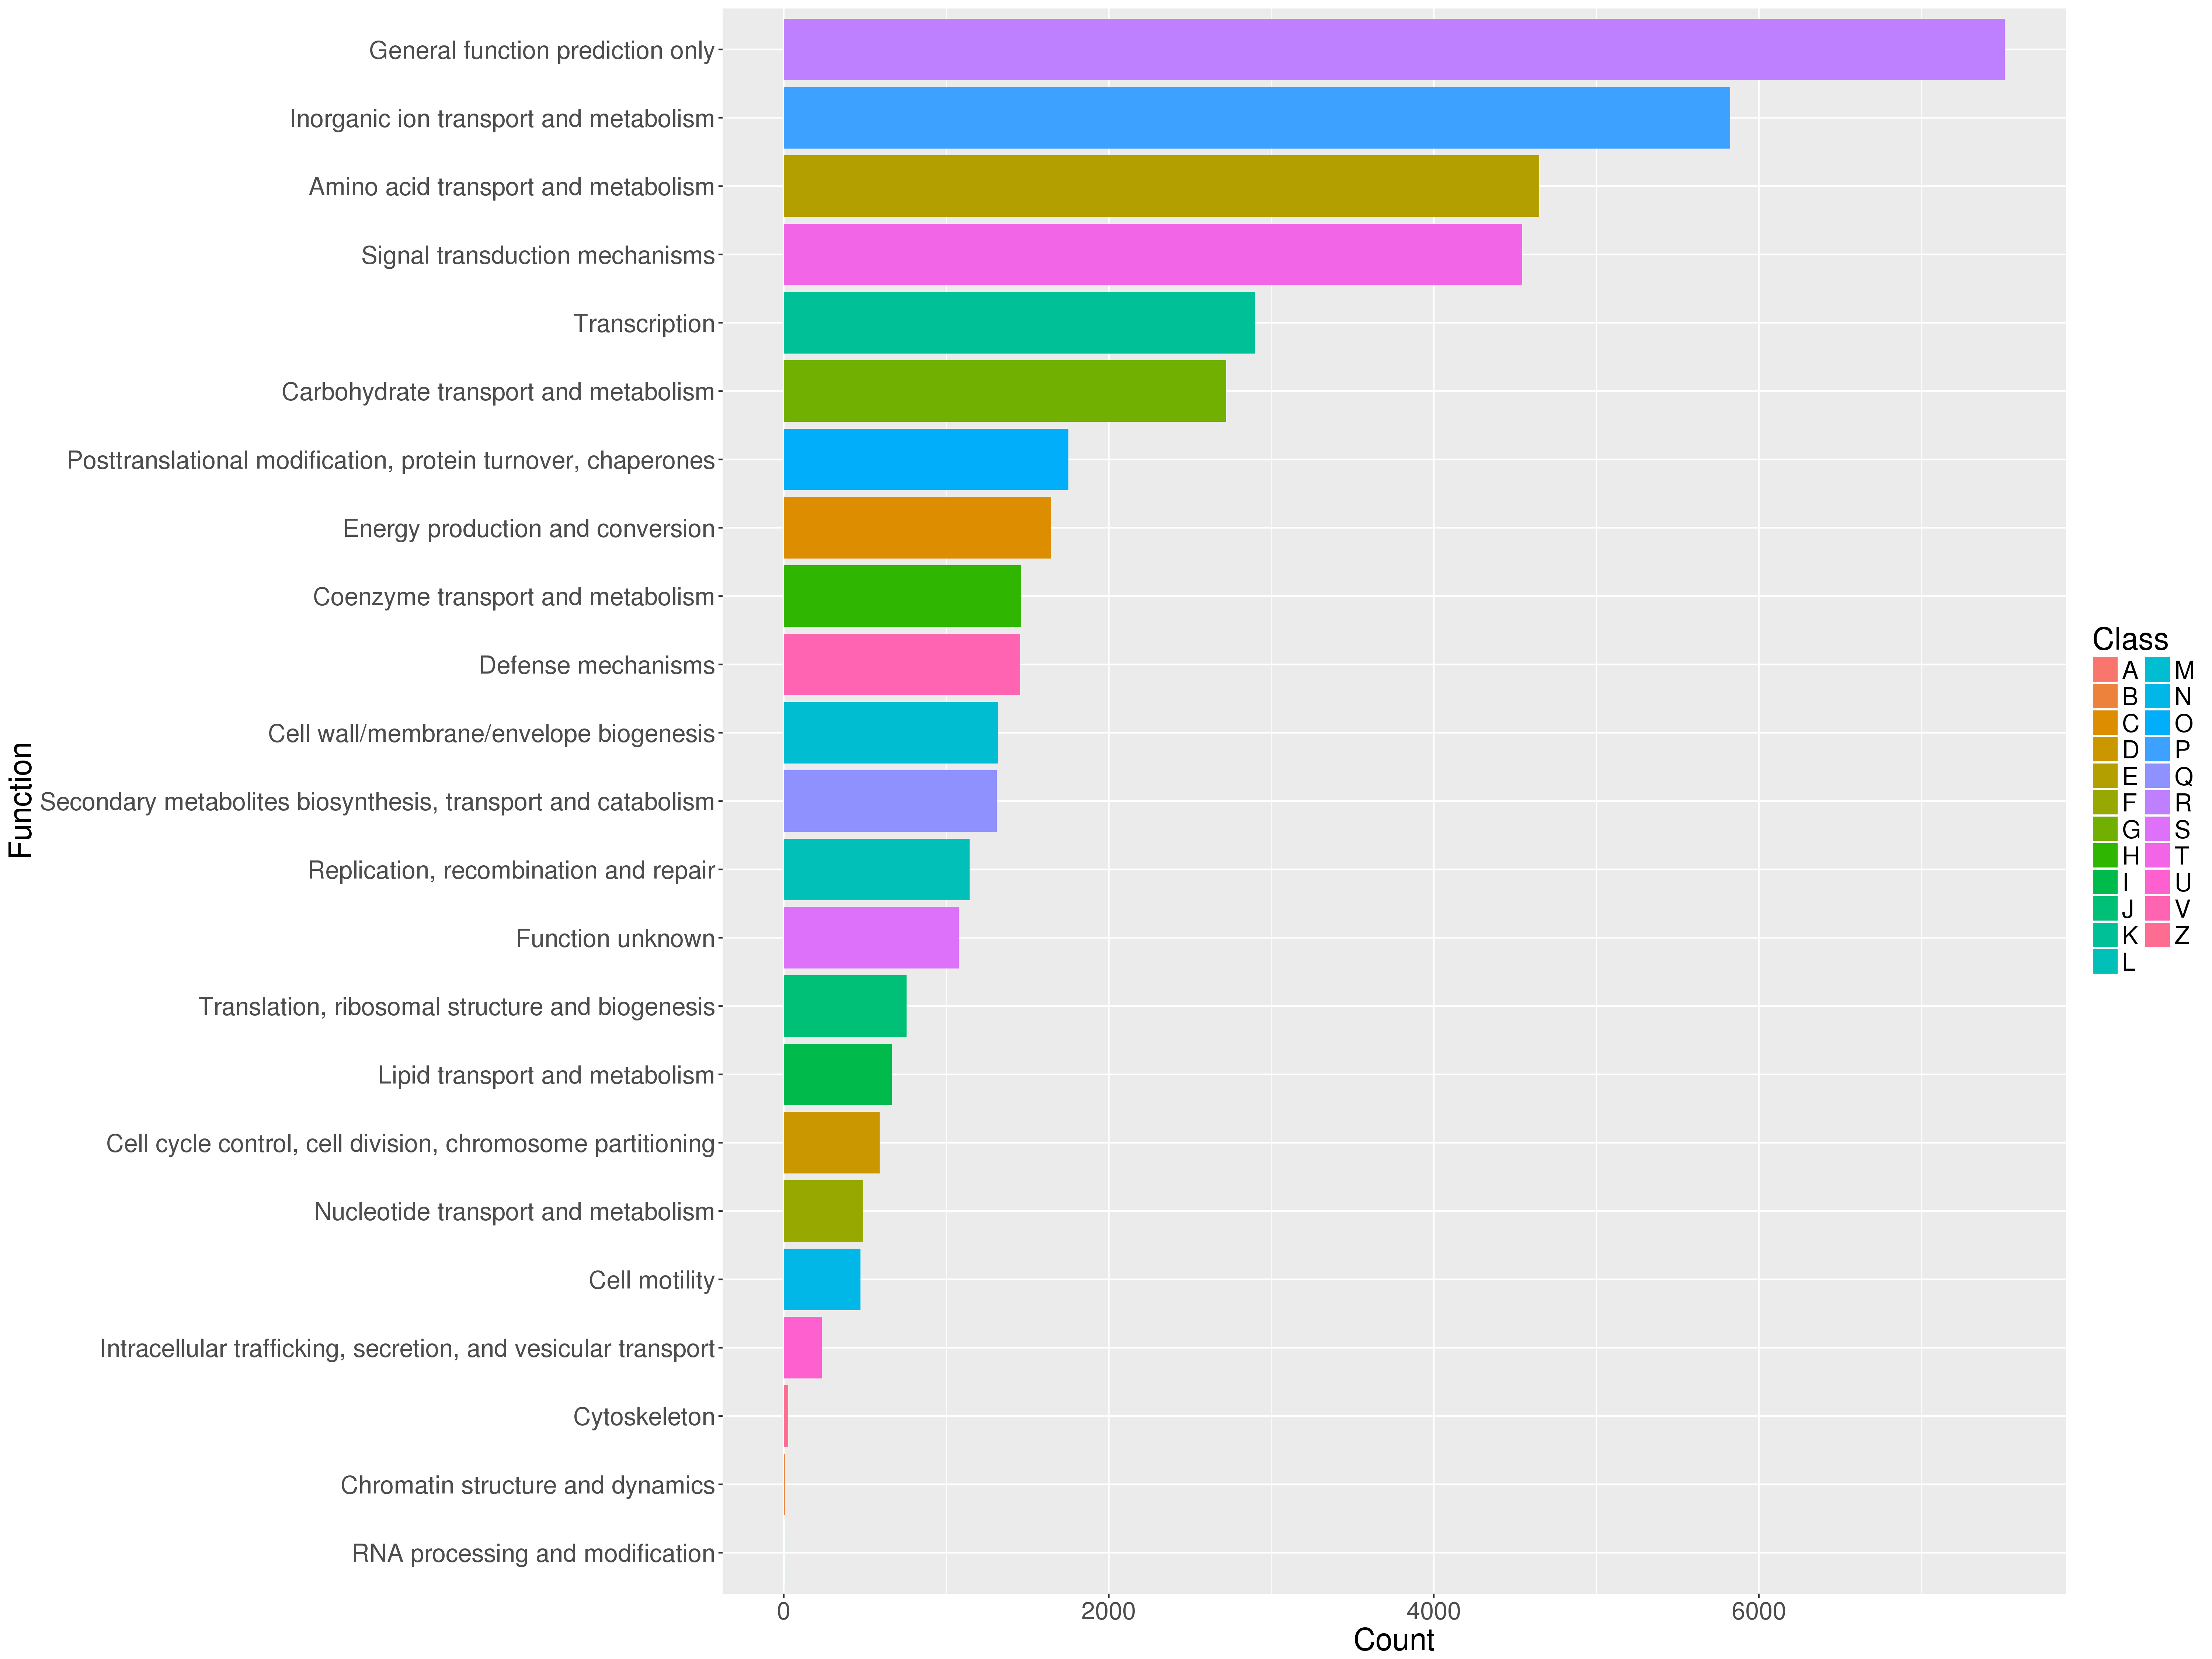 General function prediction only
Inorganic ion transport and metabolism
Amino acid transport and metabolism
Signal transduction mechanisms
Transcription
Carbohydrate transport and metabolism
Posttranslational modification, protein turnover, chaperones
Energy production and conversion
Coenzyme transport and metabolism
Defense mechanisms
Cell wall/membrane/envelope biogenesis
Secondary metabolites biosynthesis, transport and catabolism
Replication, recombination and repair
Function unknown
Translation, ribosomal structure and biogenesis
Lipid transport and metabolism
Cell cycle control, cell division, chromosome partitioning
Nucleotide transport and metabolism
Cell motility
Intracellular trafficking, secretion, and vesicular transport
Cytoskeleton
Chromatin structure and dynamics
RNA processing and modification
Function
0 2000 4000 6000
Count
Class
A M
B N
C O
D P
E Q
F R
G S
H T
I U
J V
K Z
L